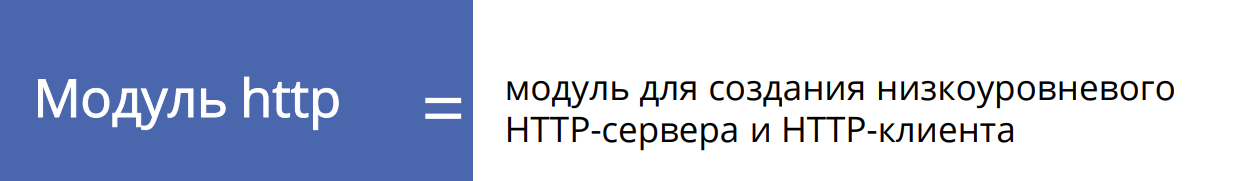 Модуль http =
модуль для создания низкоуровневого
HTTP-сервера и HTTP-клиента